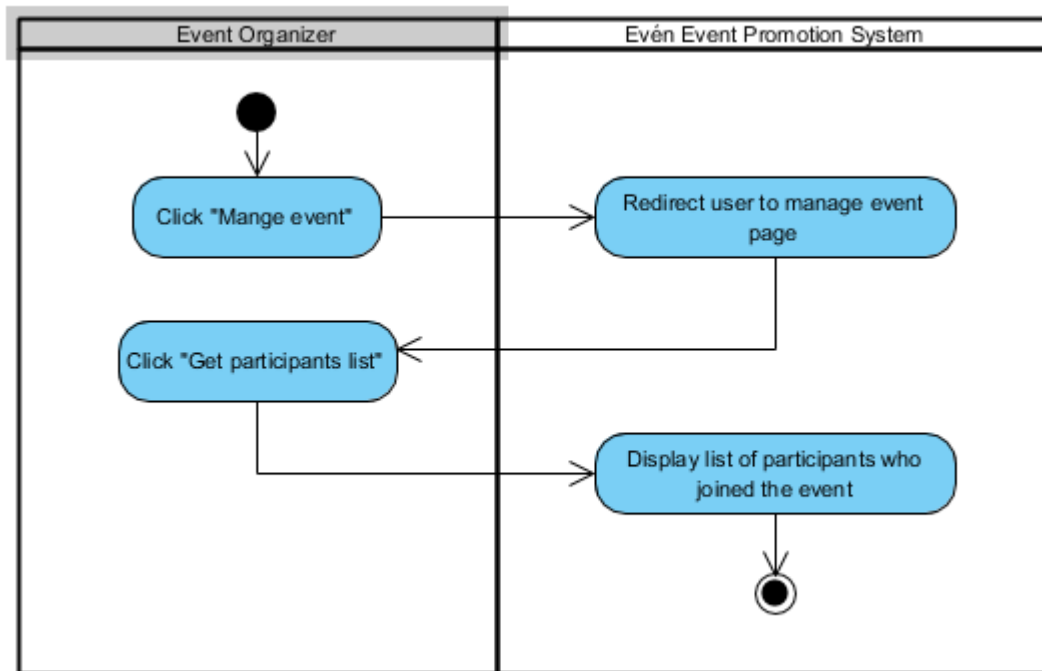 Event Organizer
Evén Event Promotion System
Click "Mange event"
Redirect user to manage event
page
Click "Get participants list"
Display list of participants who
joined the event